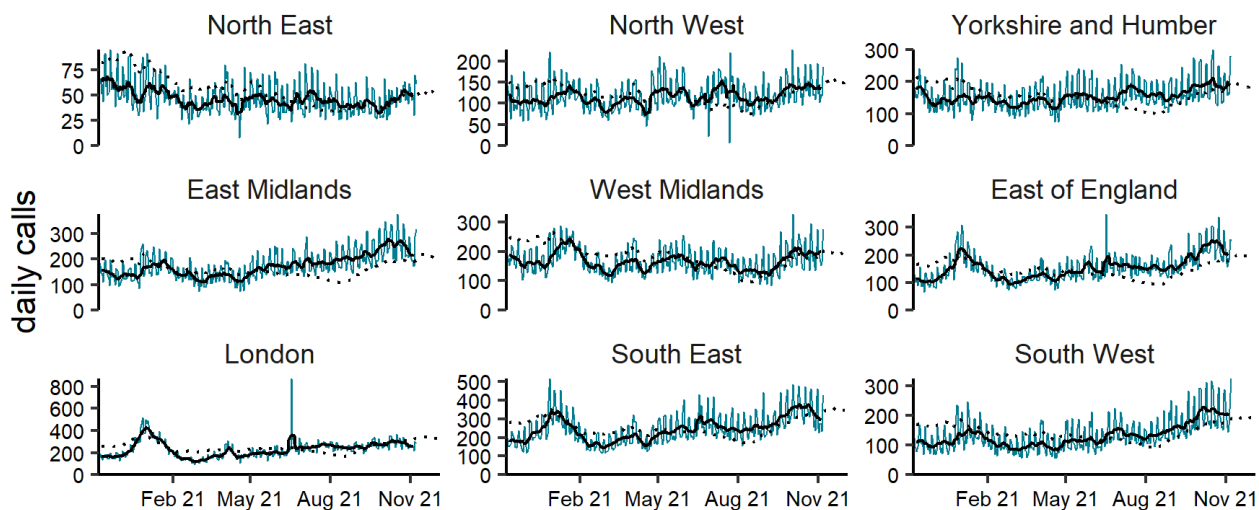 North East North West Yorkshire and Humber
75 50 25 0
200 150 100 50 0
300 200 100 0
daily calls
East Midlands West Midlands East of England
300 200 100 0
300 200 100 0
300 200 100 0
London South East South West
800 600 400 200 0
500 400 300 200 100 0
300 200 100 0
Feb 21 May 21 Aug 21 Nov 21 Feb 21 May 21 Aug 21 Nov 21 Feb 21 May 21 Aug 21 Nov 21